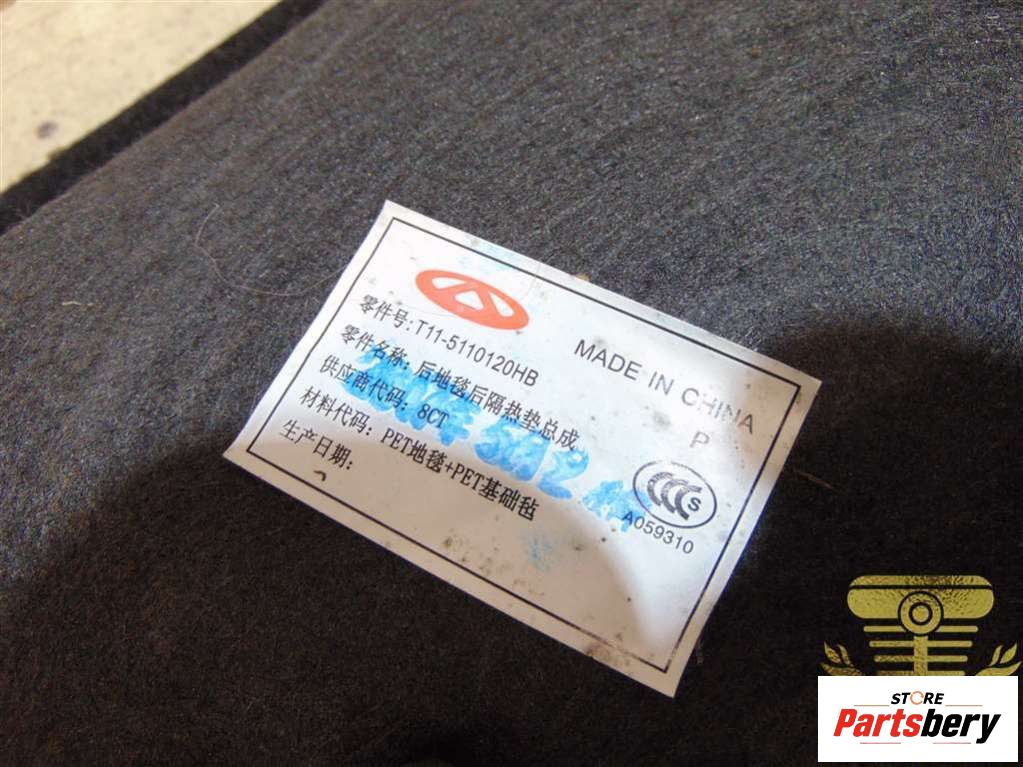 零件号:T11-5110120HB
零件名称: 后地毯后隔热垫总成
供应商代码: 8CT
材料代码: PET地毯+PET基础毡
生产日期:
MADE IN CHINA
P
CCC S
A059310
STORE
Partsbery